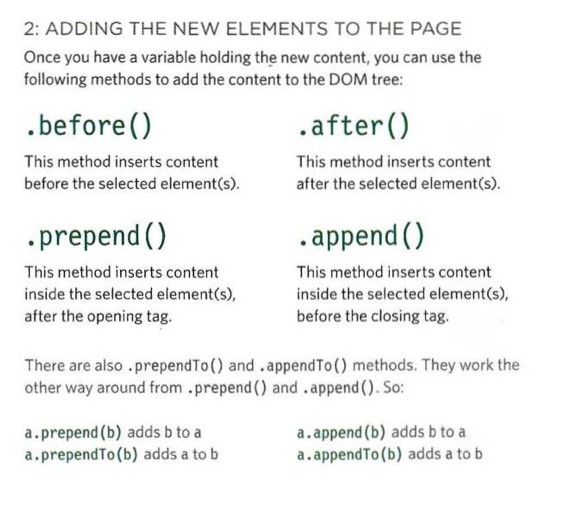 2: ADDING THE NEW ELEMENTS TO THE PAGE
Once you have a variable holding the new content, you can use the
following methods to add the content to the DOM tree:
.before()
This method inserts content
before the selected element(s).
.after()
This method inserts content
after the selected element(s).
.prepend()
This method inserts content
inside the selected element(s),
after the opening tag.
.append()
This method inserts content
inside the selected element(s),
before the closing tag.
There are also .prependTo() and .appendTo() methods. They work the
other way around from .prepend() and .append(). So:
a.prepend(b) adds b to a
a.prependTo(b) adds a to b
a.append(b) adds b to a
a.appendTo(b) adds a to b